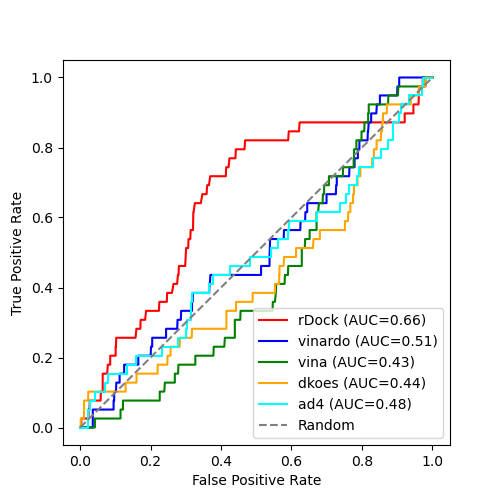 True Positive Rate
1.0
0.8
0.6
0.4
0.2
0.0
rDock (AUC=0.66)
vinardo (AUC=0.51)
vina (AUC=0.43)
dkoes (AUC=0.44)
ad4 (AUC=0.48)
Random
0.0 0.2 0.4 0.6 0.8 1.0
False Positive Rate